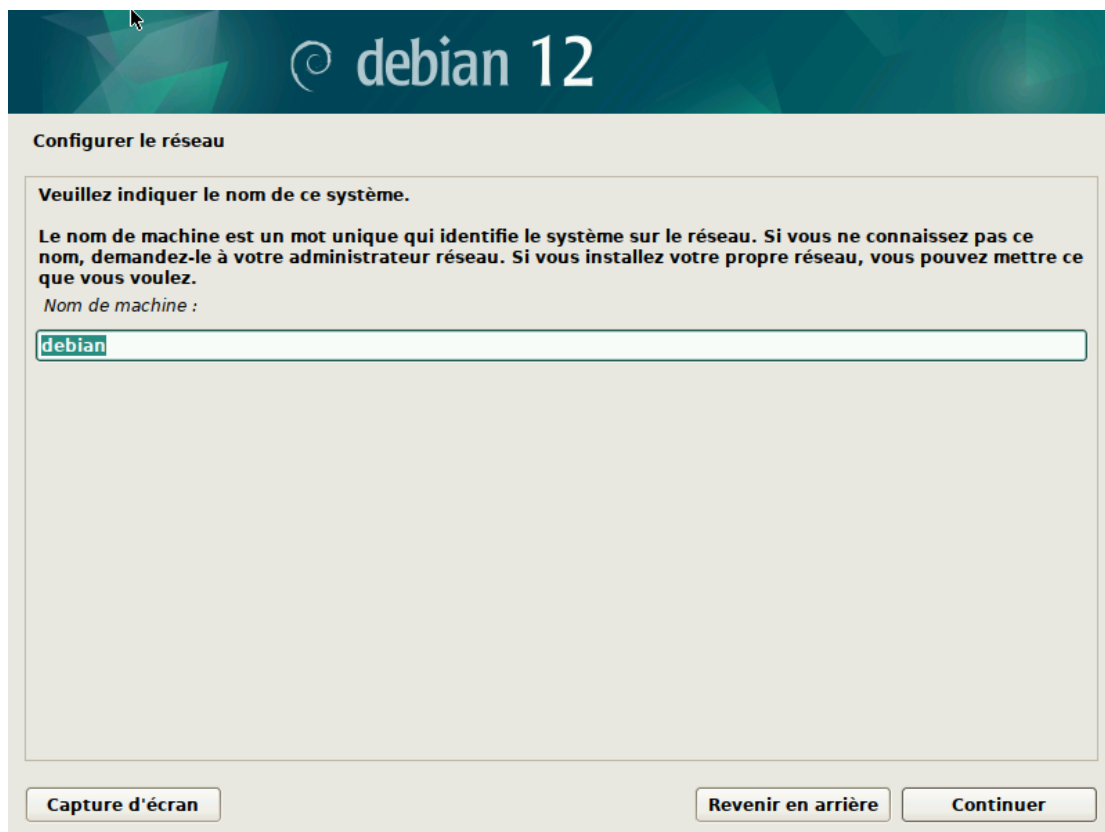 debian 12
Configurer le réseau
Veuillez indiquer le nom de ce système.
Le nom de machine est un mot unique qui identifie le système sur le réseau. Si vous ne connaissez pas ce
nom, demandez-le à votre administrateur réseau. Si vous installez votre propre réseau, vous pouvez mettre ce
que vous voulez.
Nom de machine :
debian
Capture d'écran
Revenir en arrière
Continuer